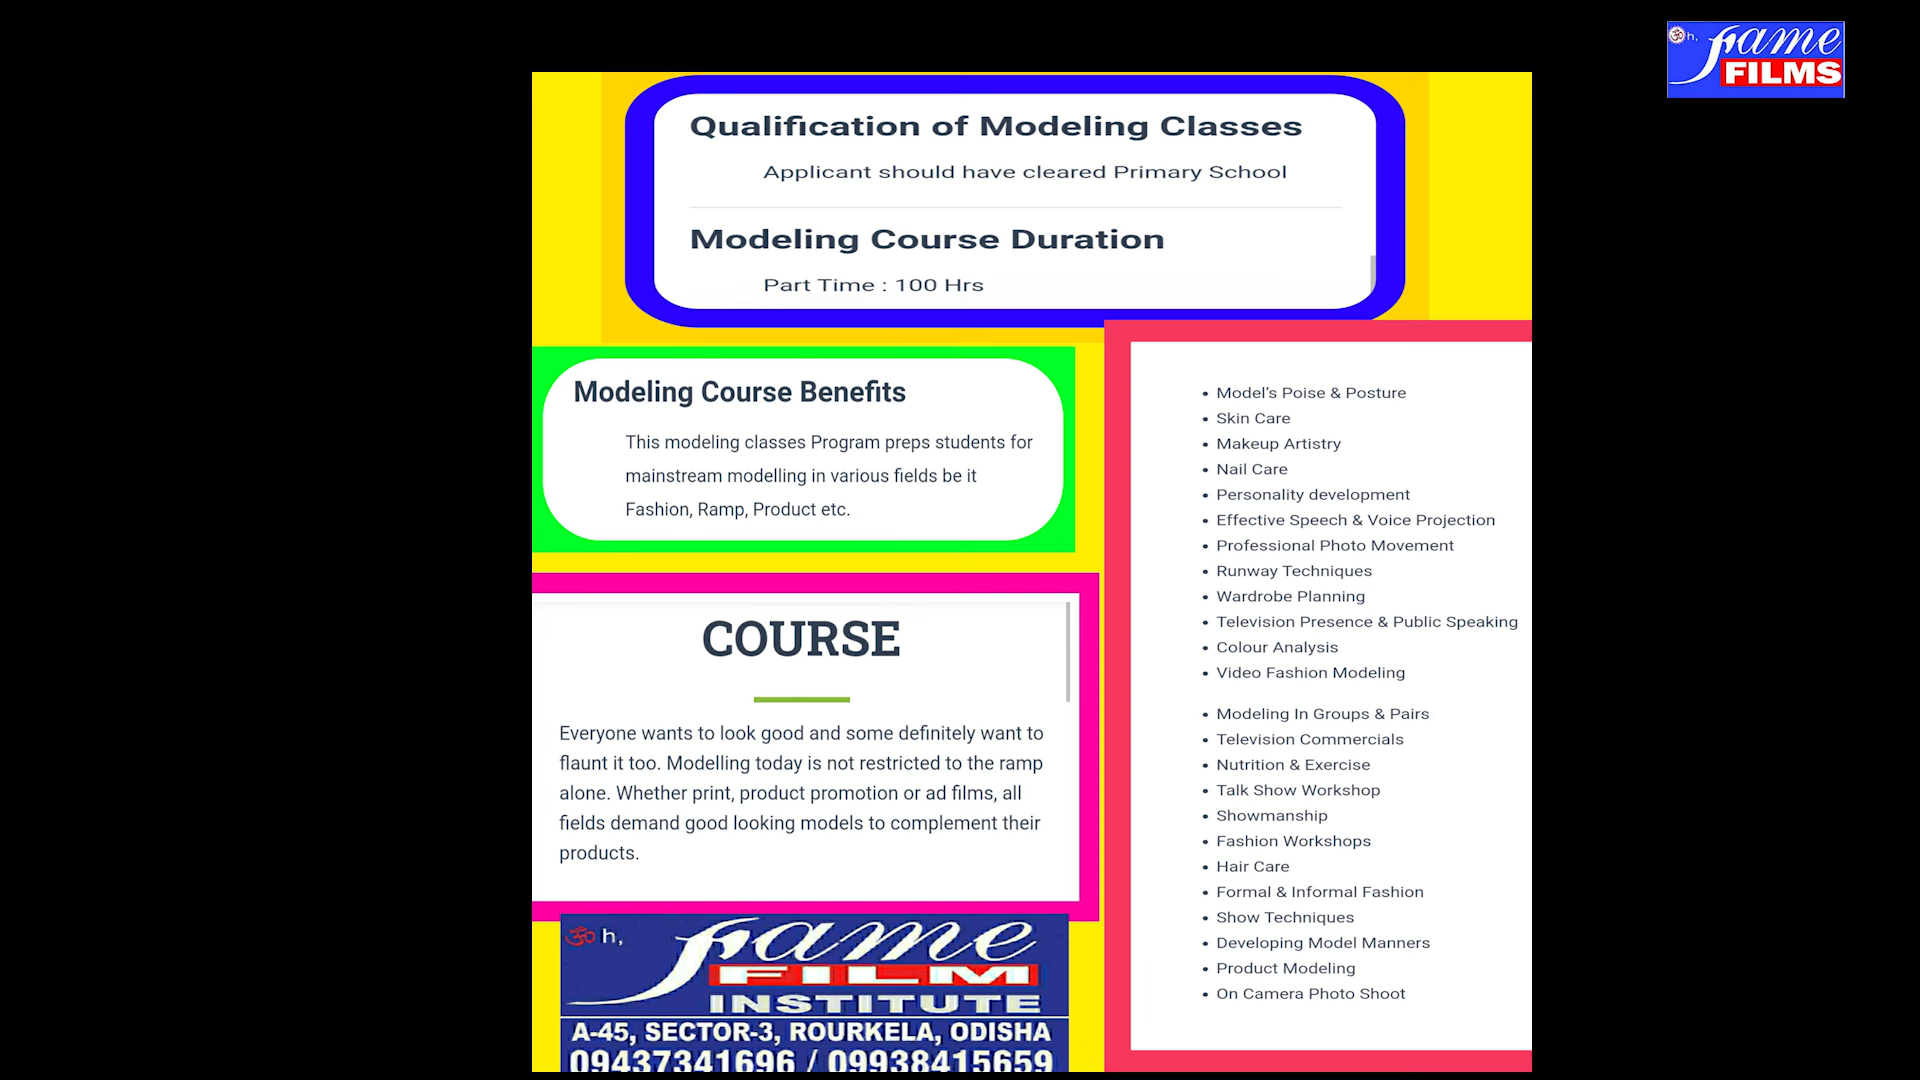 ॐh, fame
FILMS
Qualification of Modeling Classes
Applicant should have cleared Primary School
Modeling Course Duration
Part Time : 100 Hrs
Modeling Course Benefits
This modeling classes Program preps students for
mainstream modelling in various fields be it
Fashion, Ramp, Product etc.
COURSE
Everyone wants to look good and some definitely want to
flaunt it too. Modelling today is not restricted to the ramp
alone. Whether print, product promotion or ad films, all
fields demand good looking models to complement their
products.
ॐ h, fame
FILM
INSTITUTE
A-45, SECTOR-3, ROURKELA, ODISHA
09437341696 / 09938415659
• Model’s Poise & Posture
• Skin Care
• Makeup Artistry
• Nail Care
• Personality development
• Effective Speech & Voice Projection
• Professional Photo Movement
• Runway Techniques
• Wardrobe Planning
• Television Presence & Public Speaking
• Colour Analysis
• Video Fashion Modeling
• Modeling In Groups & Pairs
• Television Commercials
• Nutrition & Exercise
• Talk Show Workshop
• Showmanship
• Fashion Workshops
• Hair Care
• Formal & Informal Fashion
• Show Techniques
• Developing Model Manners
• Product Modeling
• On Camera Photo Shoot